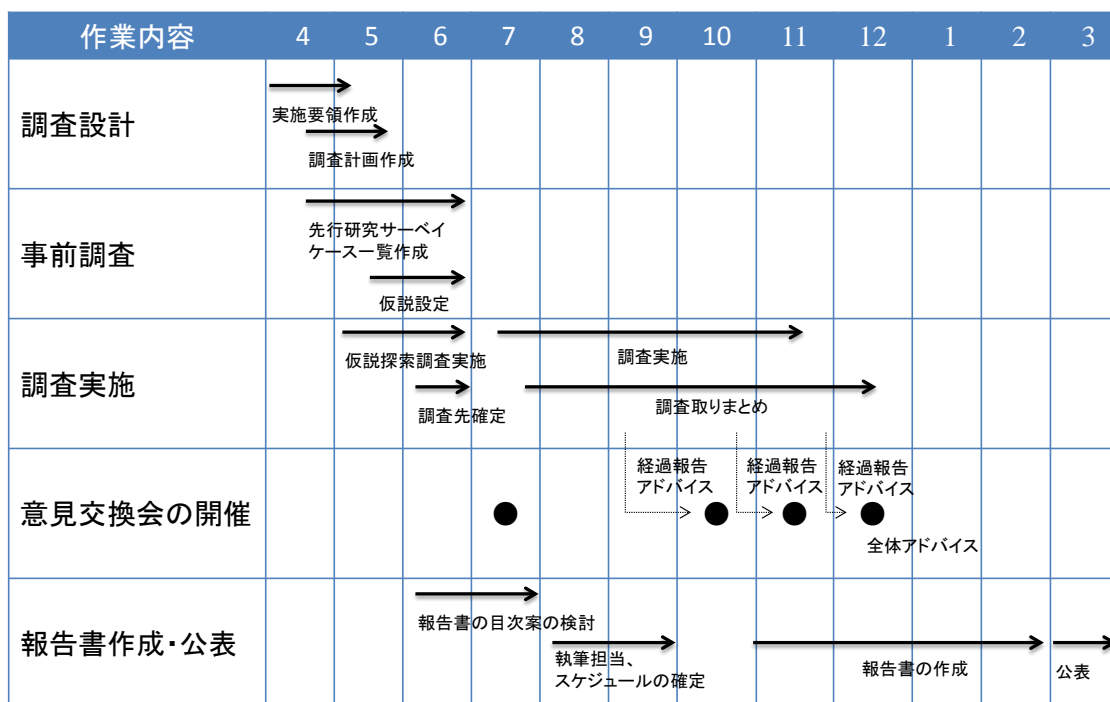 作業内容 4 5 6 7 8 9 10 11 12 1 2 3
調査設計
実施要領作成
調査計画作成
事前調査
先行研究サーベイ
ケース一覧作成
仮説設定
調査実施
仮説探索調査実施
調査実施
調査先確定
調査取りまとめ
意見交換会の開催
経過報告
アドバイス
経過報告
アドバイス
経過報告
アドバイス
全体アドバイス
報告書作成・公表
報告書の目次案の検討
執筆担当、
スケジュールの確定
報告書の作成
公表